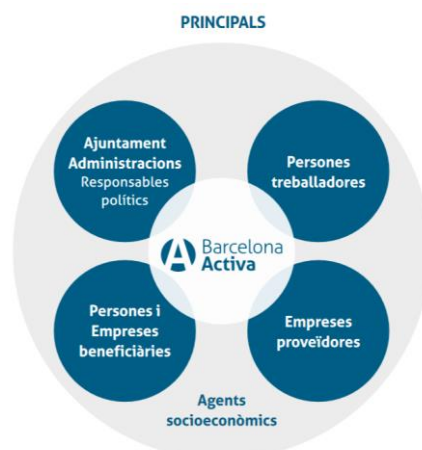 PRINCIPALS
Ajuntament
Administracions
Responsables
polítics
Persones
treballadores
Barcelona
Activa
Persones i
Empreses
beneficiàries
Empreses
proveïdores
Agents
socioeconòmics